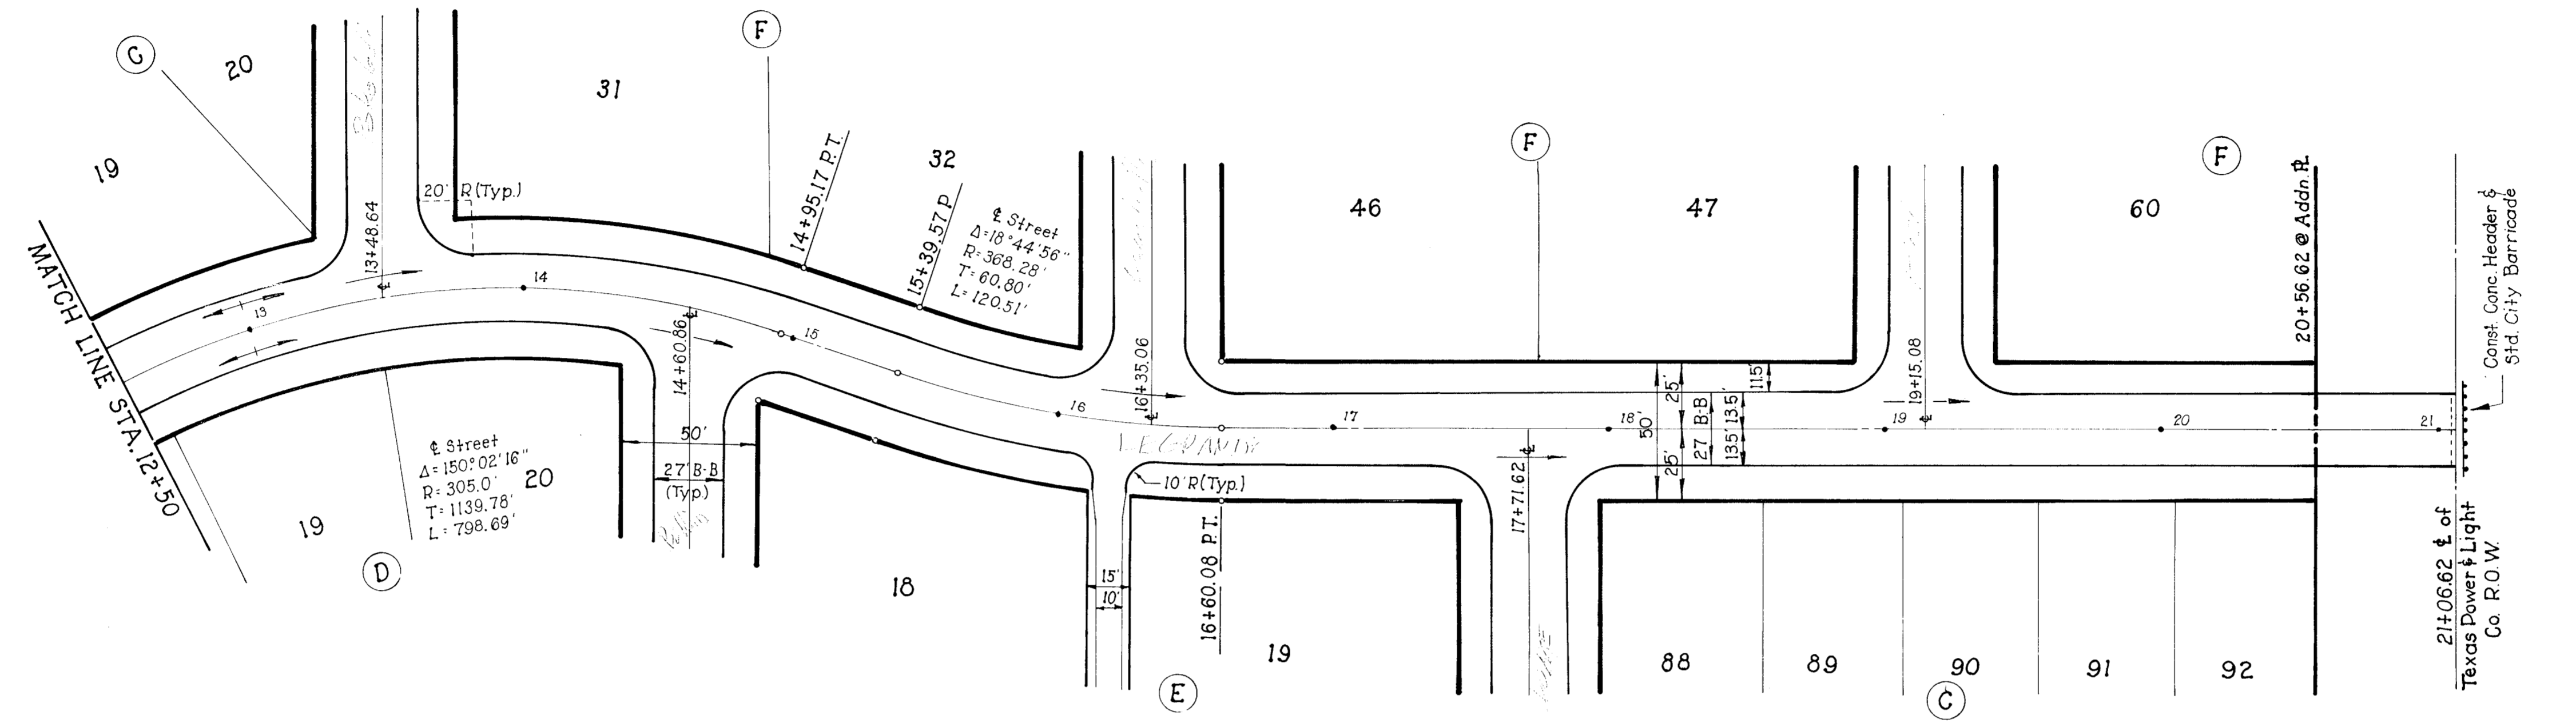 C
20
19
F
31
32
20' R (Typ.)
13+48.64 ℄
14+95.17 P.T.
15+39.57 P
℄ Street
Δ=18°44'56"
R=368.28'
T=60.80'
L=120.51'
F
46
47
F
60
20+56.62 @ Addn. ℄
Const. Conc. Header &
Std. City Barricade
MATCH LINE STA. 12+50
13
14
15
16
17
18
19
20
21
14+60.86 ℄
16+35.06 ℄
19+15.08 ℄
17+71.62 ℄
LEGRANDE
50'
25'
25'
27 B-B
13.5'
13.5'
11.5'
50'
27' B-B
(Typ.)
10' R (Typ.)
15'
10'
16+60.08 P.T.
℄ Street
Δ=150°02'16"
R=305.0'
T=1139.78'
L=798.69'
19
20
D
18
E
19
88
89
90
91
92
C
21+06.62 ℄ of
Texas Power & Light
Co. R.O.W.